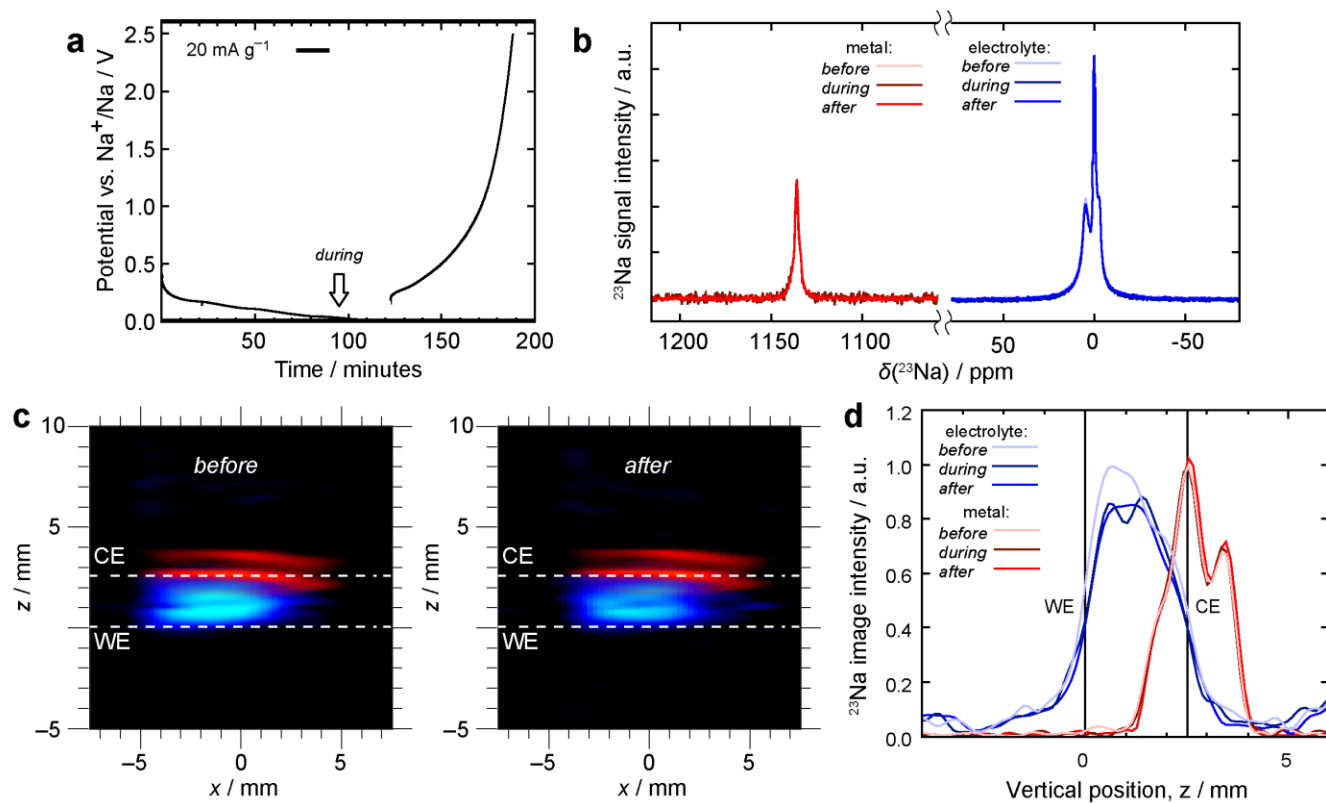 a
20 mA g⁻¹
during
Potential vs. Na⁺/Na / V
2.5
2.0
1.5
1.0
0.5
0.0
50
100
150
200
Time / minutes
b
metal:
before
during
after
electrolyte:
before
during
after
²³Na signal intensity / a.u.
1200
1150
1100
50
0
-50
δ(²³Na) / ppm
c
10
5
0
–5
z / mm
before
CE
WE
–5
0
5
x / mm
10
5
0
–5
z / mm
after
CE
WE
–5
0
5
x / mm
d
electrolyte:
before
during
after
metal:
before
during
after
WE
CE
²³Na image intensity / a.u.
1.2
1.0
0.8
0.6
0.4
0.2
0.0
0
2
4
6
Vertical position, z / mm